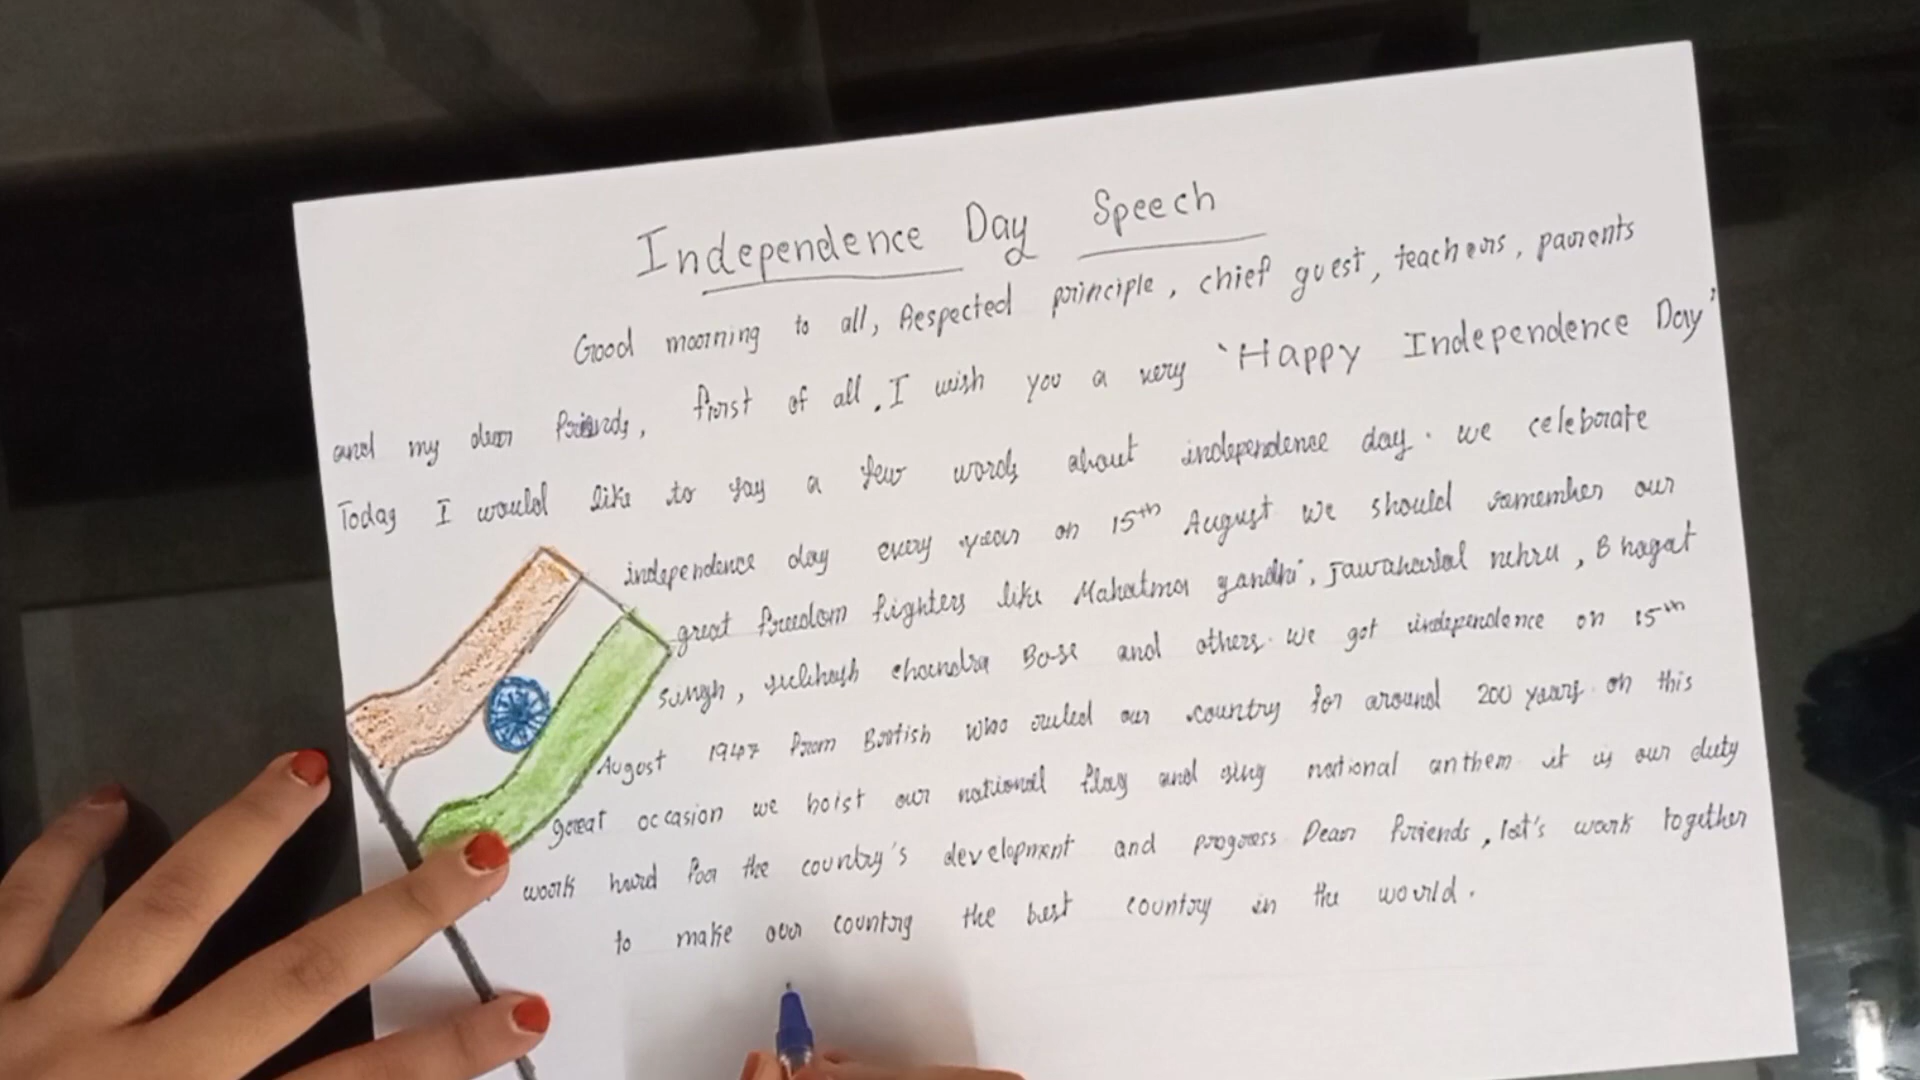 Independence Day Speech
Good morning to all, Respected principle, chief guest, teachers, parents
and my dear friends, first of all, I wish you a very 'Happy Independence Day'
Today I would like to say a few words about independence day. we celebrate
independence day every year on 15th August we should remember our
great freedom fighters like Mahatma gandhi, Jawaharlal nehru, Bhagat
singh, subhash chandra Bose and others. we got independence on 15th
August 1947 from British who ruled our country for around 200 years. on this
great occasion we hoist our national flag and sing national anthem it is our duty
work hard for the country's development and progress Dear friends, let's work together
to make our country the best country in the world.